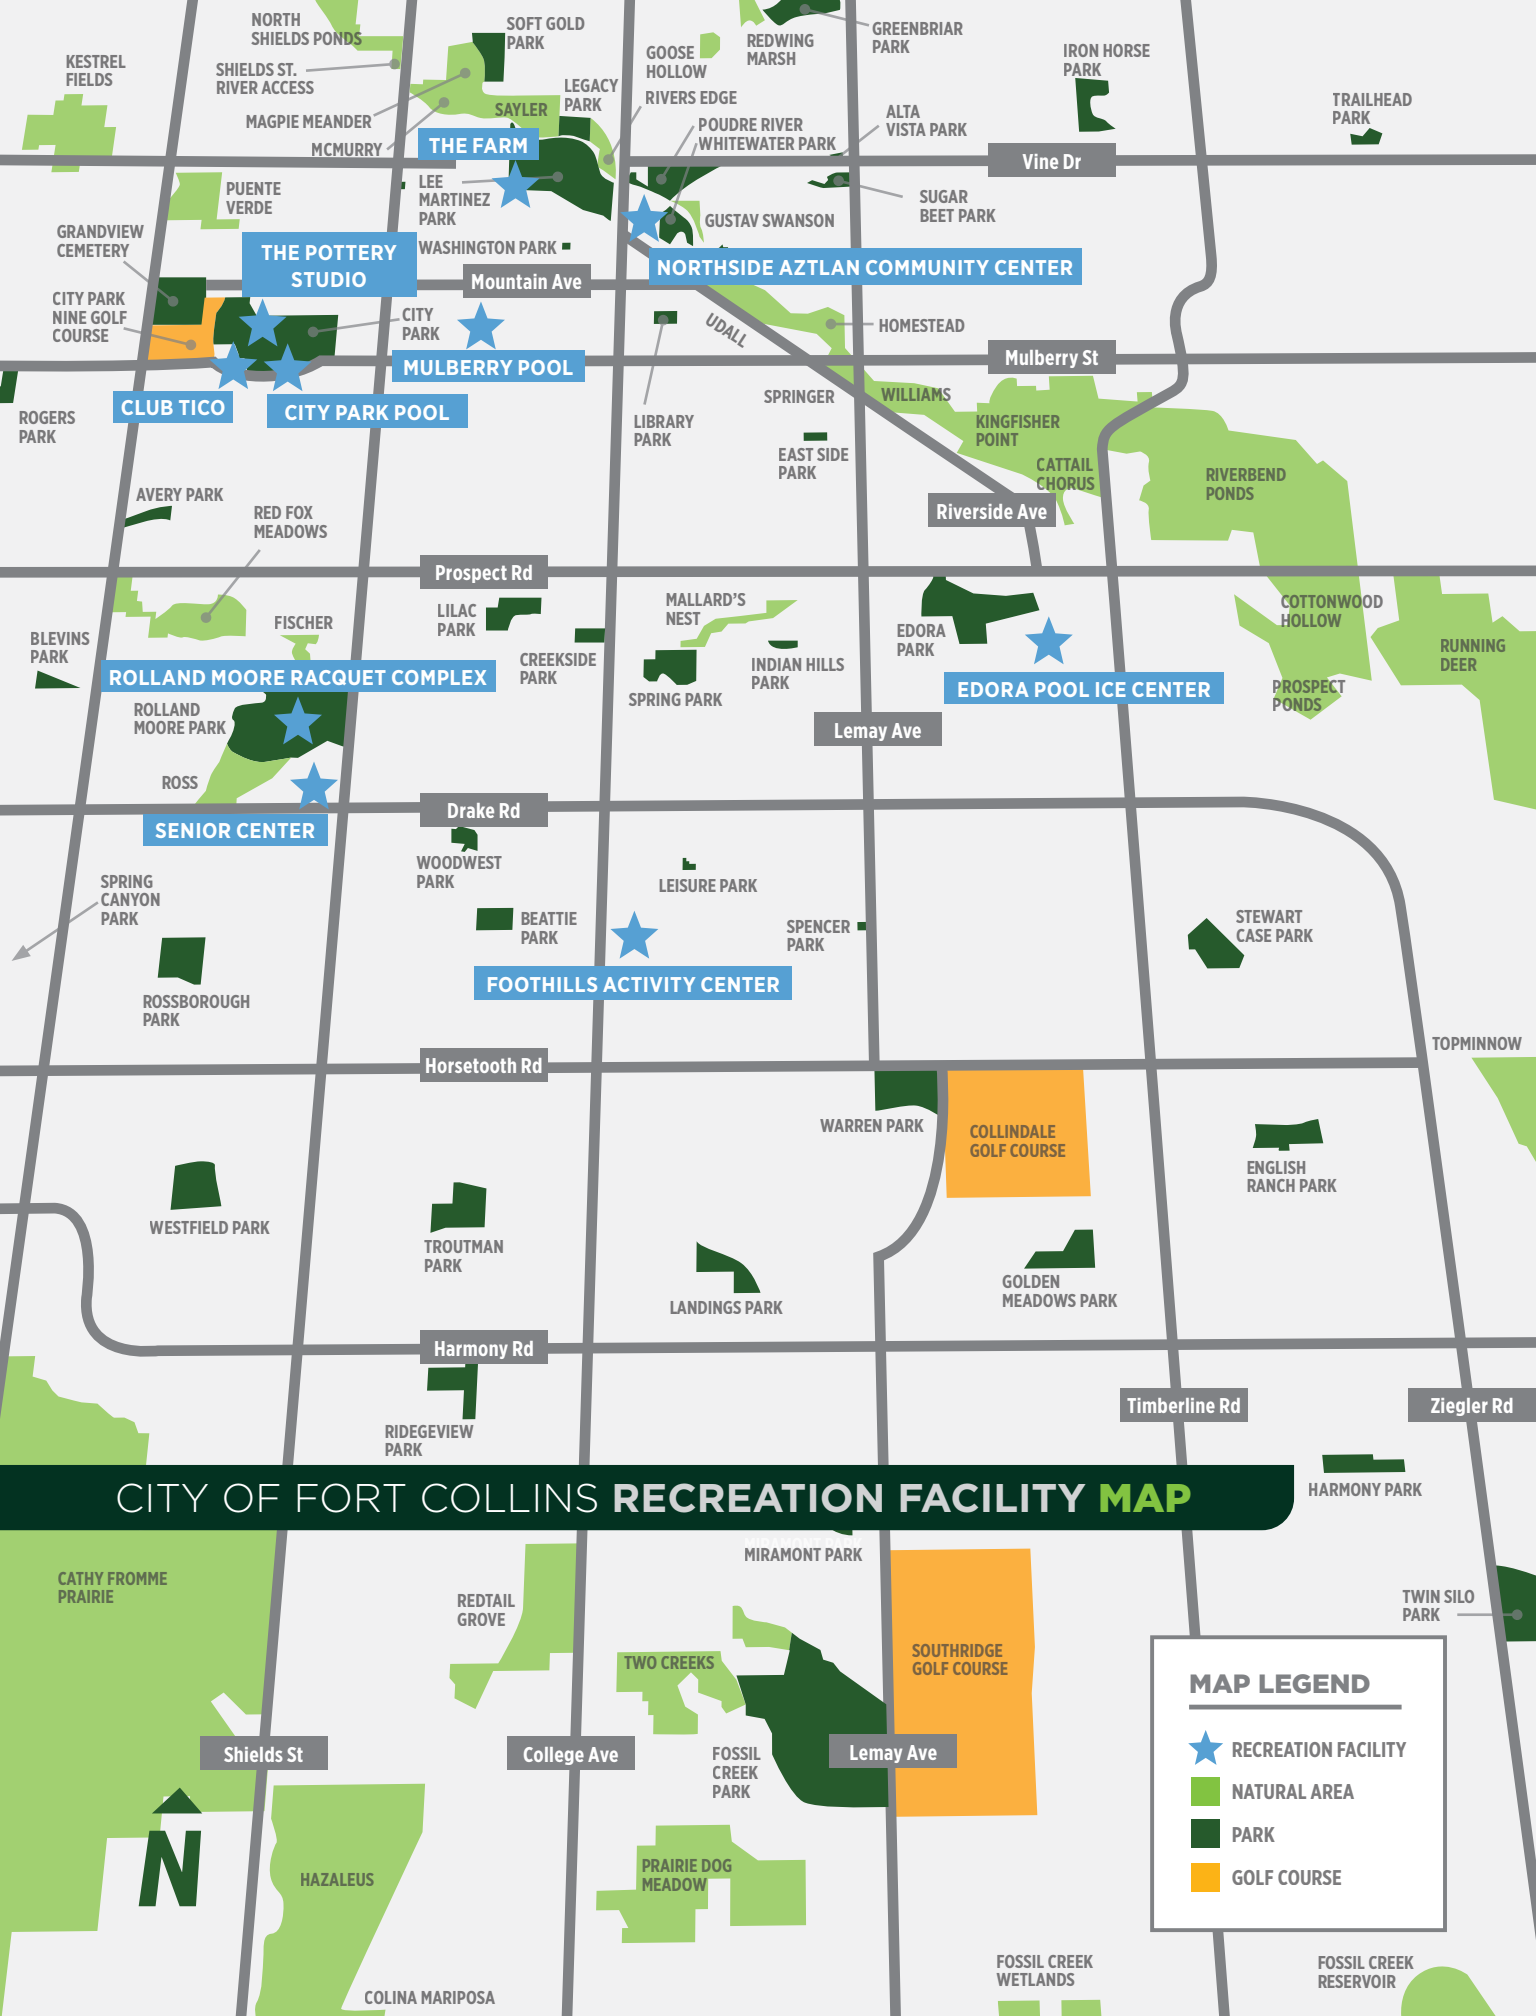 NORTH
SHIELDS PONDS
SOFT GOLD
PARK
GREENBRIAR
PARK
REDWING
MARSH
GOOSE
HOLLOW
IRON HORSE
PARK
KESTREL
FIELDS
SHIELDS ST.
RIVER ACCESS
LEGACY
PARK
RIVERS EDGE
TRAILHEAD
PARK
MAGPIE MEANDER
SAYLER
ALTA
VISTA PARK
POUDRE RIVER
WHITEWATER PARK
MCMURRY
THE FARM
Vine Dr
PUENTE
VERDE
LEE
MARTINEZ
PARK
SUGAR
BEET PARK
GUSTAV SWANSON
GRANDVIEW
CEMETERY
THE POTTERY
STUDIO
WASHINGTON PARK
NORTHSIDE AZTLAN COMMUNITY CENTER
Mountain Ave
CITY PARK
NINE GOLF
COURSE
CITY
PARK
UDALL
HOMESTEAD
MULBERRY POOL
Mulberry St
CLUB TICO
CITY PARK POOL
ROGERS
PARK
LIBRARY
PARK
SPRINGER
WILLIAMS
KINGFISHER
POINT
EAST SIDE
PARK
CATTAIL
CHORUS
RIVERBEND
PONDS
AVERY PARK
RED FOX
MEADOWS
Riverside Ave
Prospect Rd
LILAC
PARK
MALLARD'S
NEST
COTTONWOOD
HOLLOW
FISCHER
BLEVINS
PARK
CREEKSIDE
PARK
EDORA
PARK
RUNNING
DEER
INDIAN HILLS
PARK
SPRING PARK
ROLLAND MOORE RACQUET COMPLEX
EDORA POOL ICE CENTER
PROSPECT
PONDS
ROLLAND
MOORE PARK
Lemay Ave
ROSS
Drake Rd
SENIOR CENTER
WOODWEST
PARK
LEISURE PARK
SPRING
CANYON
PARK
BEATTIE
PARK
SPENCER
PARK
STEWART
CASE PARK
FOOTHILLS ACTIVITY CENTER
ROSSBOROUGH
PARK
TOPMINNOW
Horsetooth Rd
WARREN PARK
COLLINDALE
GOLF COURSE
ENGLISH
RANCH PARK
WESTFIELD PARK
TROUTMAN
PARK
LANDINGS PARK
GOLDEN
MEADOWS PARK
Harmony Rd
Timberline Rd
Ziegler Rd
RIDGEVIEW
PARK
HARMONY PARK
CITY OF FORT COLLINS RECREATION FACILITY MAP
MIRAMONT PARK
CATHY FROMME
PRAIRIE
REDTAIL
GROVE
TWIN SILO
PARK
TWO CREEKS
SOUTHRIDGE
GOLF COURSE
MAP LEGEND
RECREATION FACILITY
NATURAL AREA
PARK
GOLF COURSE
Shields St
College Ave
Lemay Ave
FOSSIL
CREEK
PARK
N
HAZALEUS
PRAIRIE DOG
MEADOW
FOSSIL CREEK
WETLANDS
FOSSIL CREEK
RESERVOIR
COLINA MARIPOSA